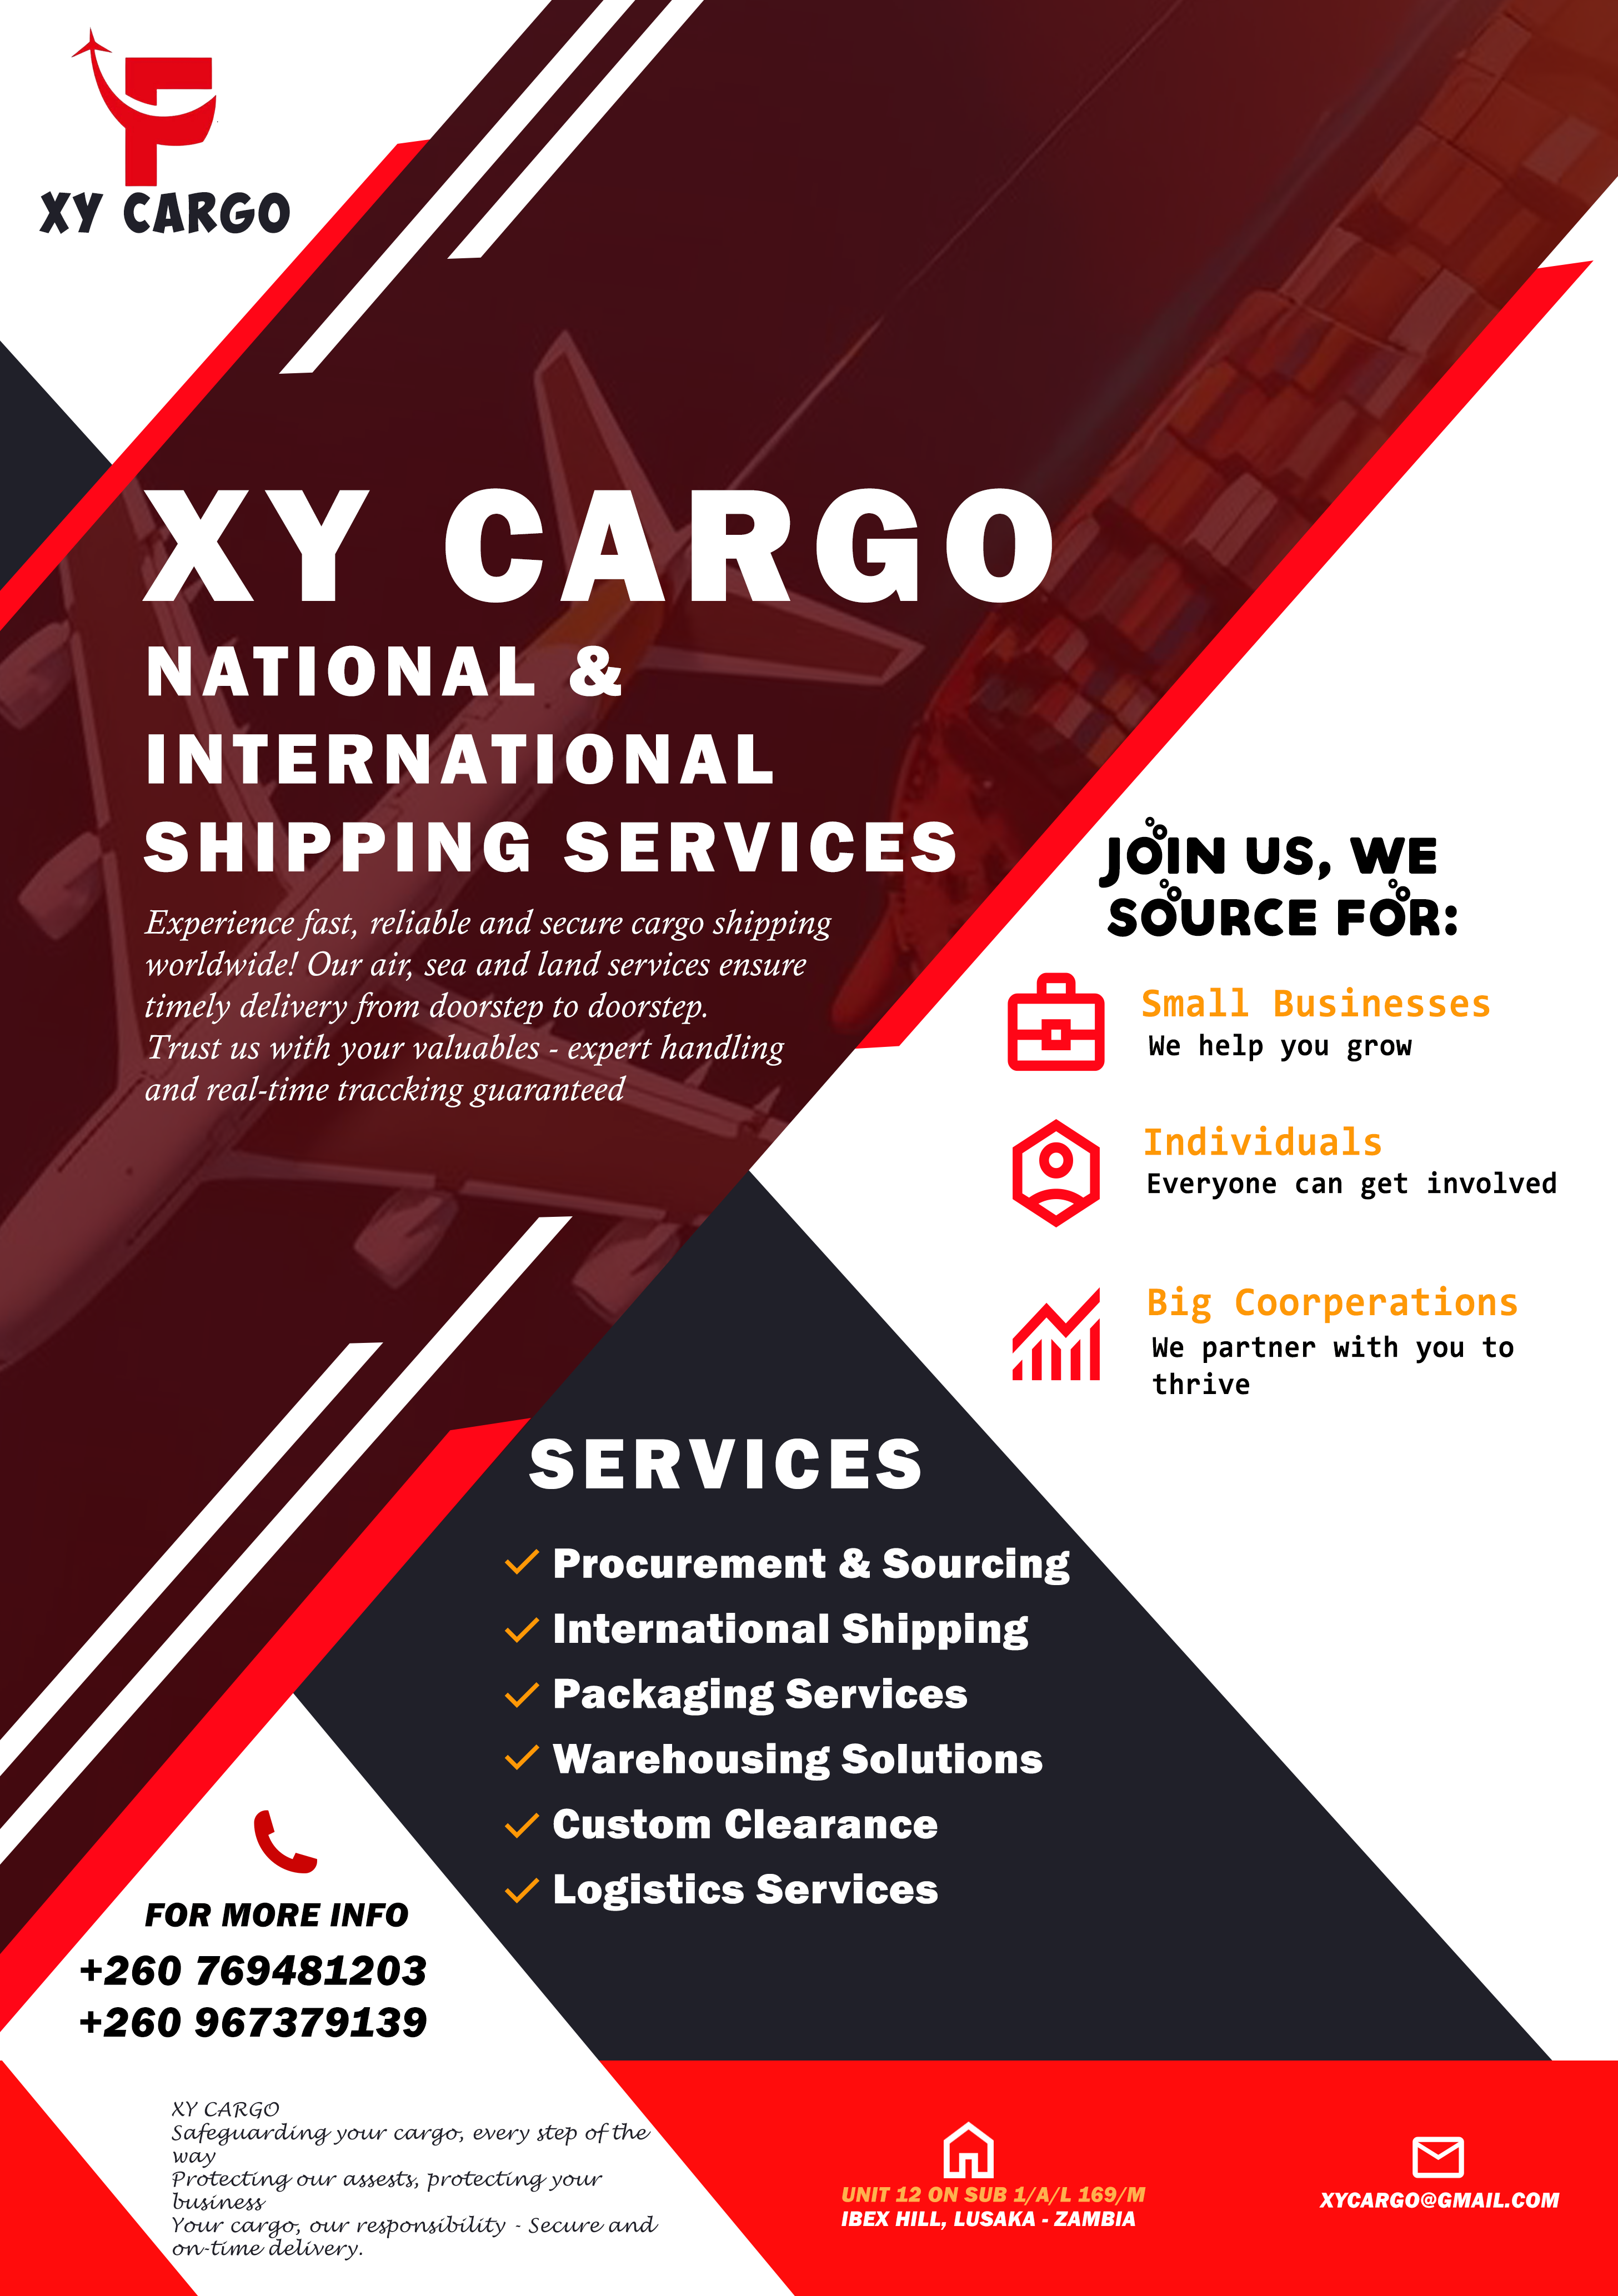 F
XY CARGO
XY CARGO
NATIONAL &
INTERNATIONAL
SHIPPING SERVICES
Experience fast, reliable and secure cargo shipping
worldwide! Our air, sea and land services ensure
timely delivery from doorstep to doorstep.
Trust us with your valuables - expert handling
and real-time traccking guaranteed
JOIN US, WE
SOURCE FOR:
Small Businesses
We help you grow
Individuals
Everyone can get involved
Big Coorperations
We partner with you to
thrive
SERVICES
Procurement & Sourcing
International Shipping
Packaging Services
Warehousing Solutions
Custom Clearance
Logistics Services
FOR MORE INFO
+260 769481203
+260 967379139
XY CARGO
Safeguarding your cargo, every step of the
way
Protecting our assests, protecting your
business
Your cargo, our responsibility - Secure and
on-time delivery.
UNIT 12 ON SUB 1/A/L 169/M
IBEX HILL, LUSAKA - ZAMBIA
XYCARGO@GMAIL.COM